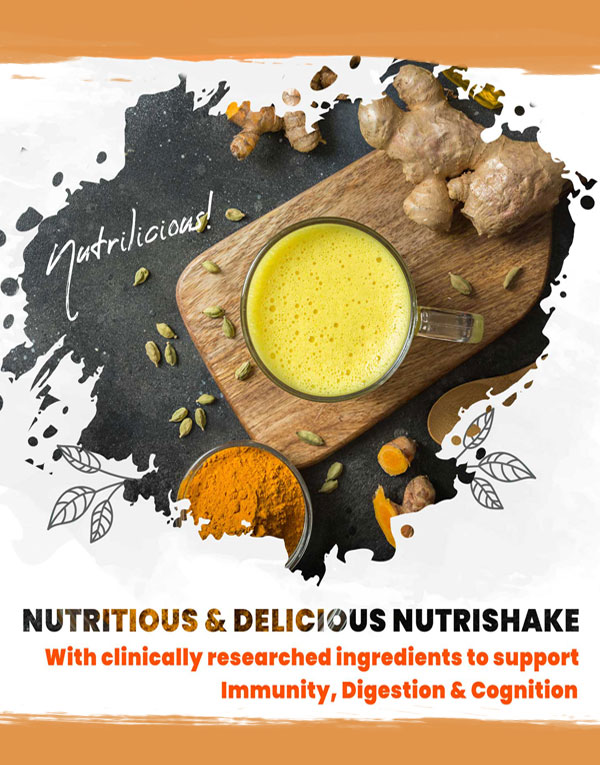 Nutrilicious!
NUTRITIOUS & DELICIOUS NUTRISHAKE
With clinically researched ingredients to support
Immunity, Digestion & Cognition